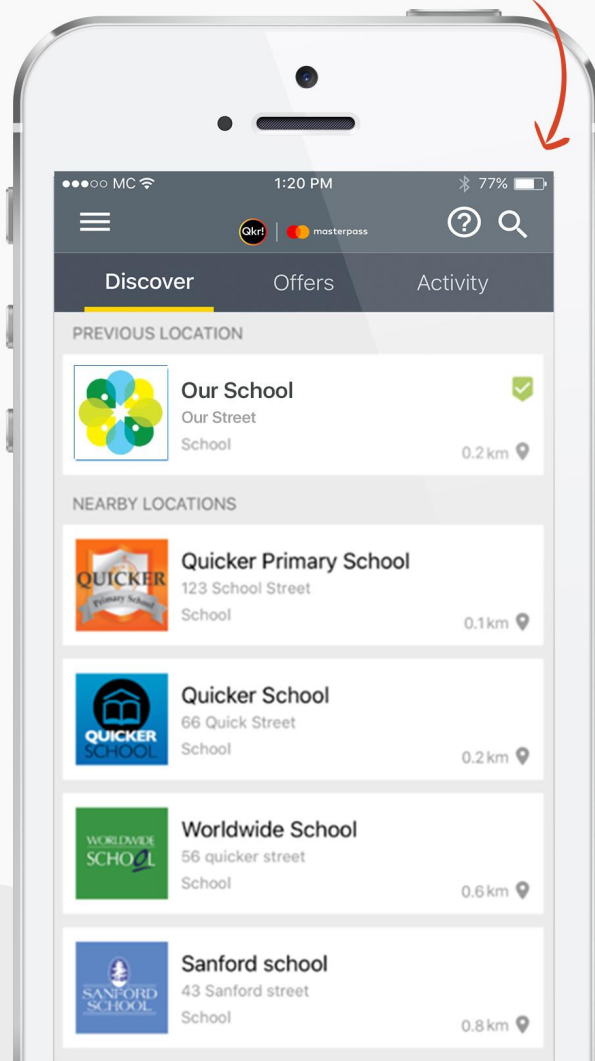 MC
1:20 PM
77%
Qkr!
masterpass
Discover
Offers
Activity
PREVIOUS LOCATION
Our School
Our Street
School
0.2 km
NEARBY LOCATIONS
QUICKER
Primary School
Quicker Primary School
123 School Street
School
0.1 km
QUICKER
SCHOOL
Quicker School
66 Quick Street
School
0.2 km
WORLDWIDE
SCHOOL
Worldwide School
56 quicker street
School
0.6 km
SANFORD
SCHOOL
Sanford school
43 Sanford street
School
0.8 km